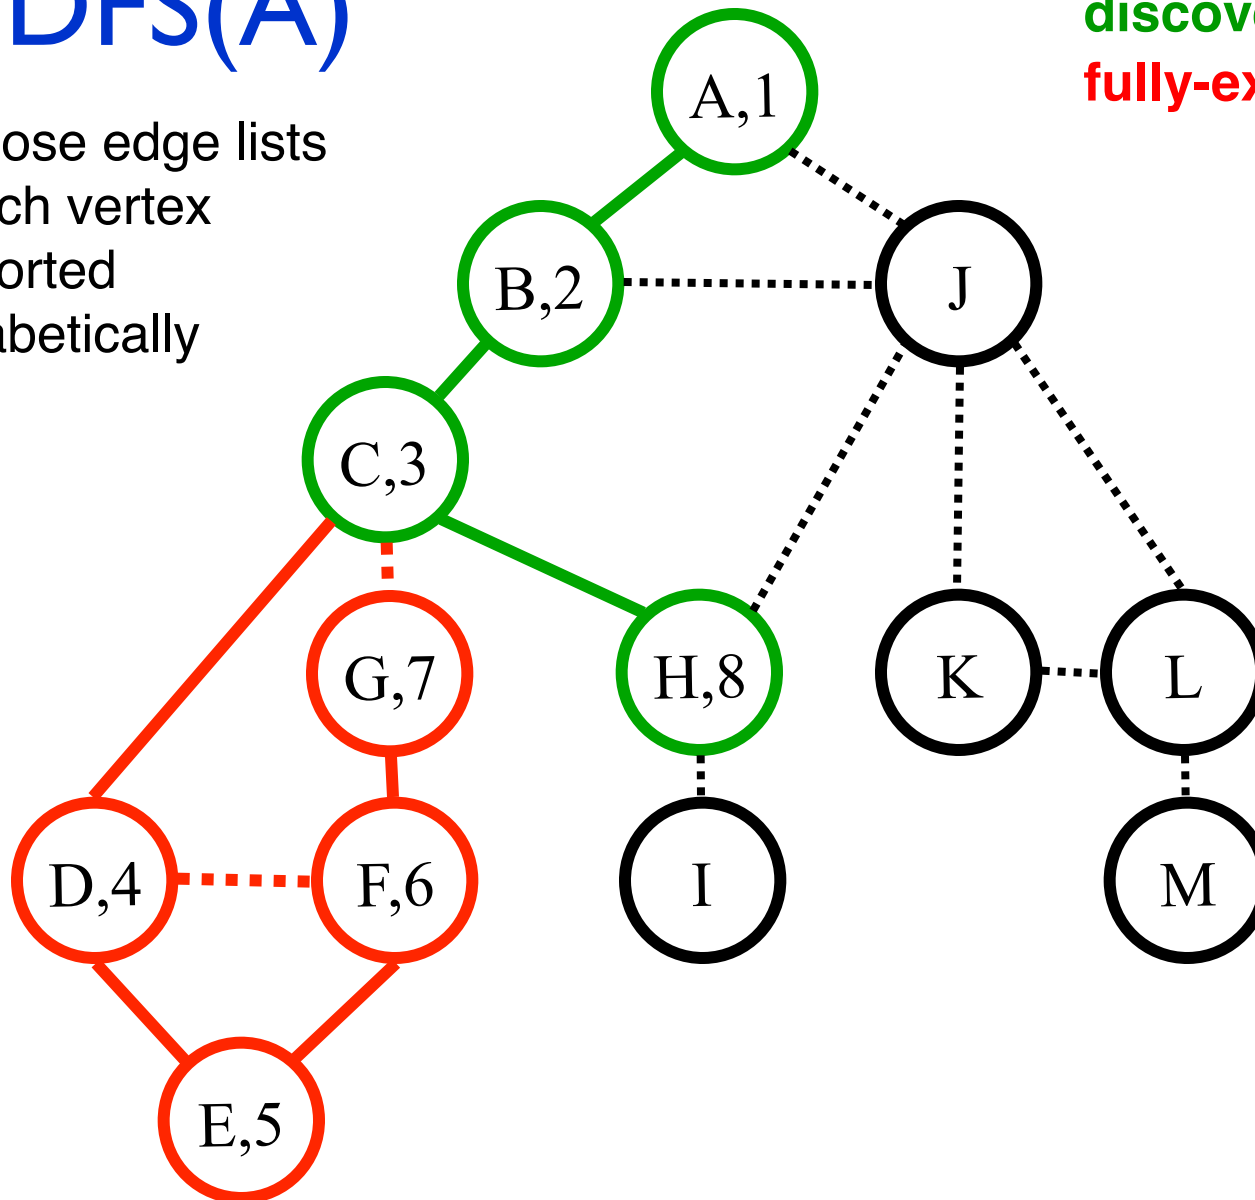 DFS(A)
discove
fully-ex
ose edge lists
ch vertex
orted
abetically
A,1
B,2
J
C,3
G,7
H,8
K
L
D,4
F,6
I
M
E,5